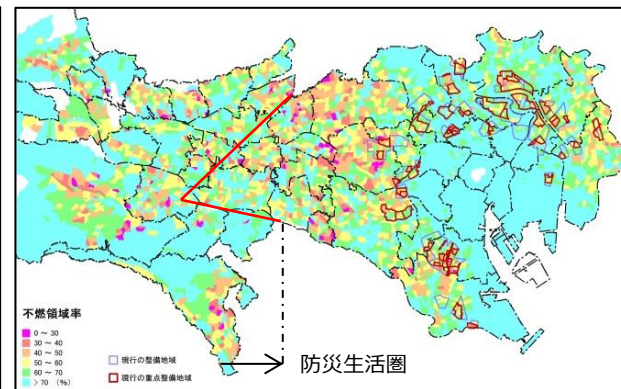 不燃領域率
0 ～ 30
30 ～ 40
40 ～ 50
50 ～ 60
60 ～ 70
> 70 （%）
現行の整備地域
現行の重点整備地域
防災生活圏